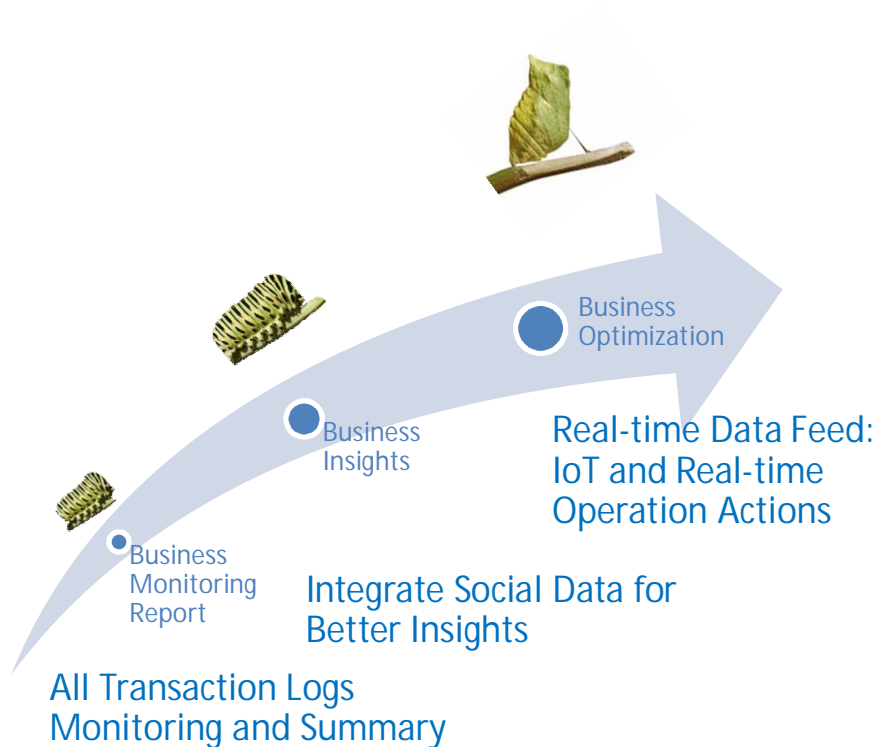 Business
Optimization
Real-time Data Feed:
IoT and Real-time
Operation Actions
Business
Insights
Integrate Social Data for
Better Insights
Business
Monitoring
Report
All Transaction Logs
Monitoring and Summary